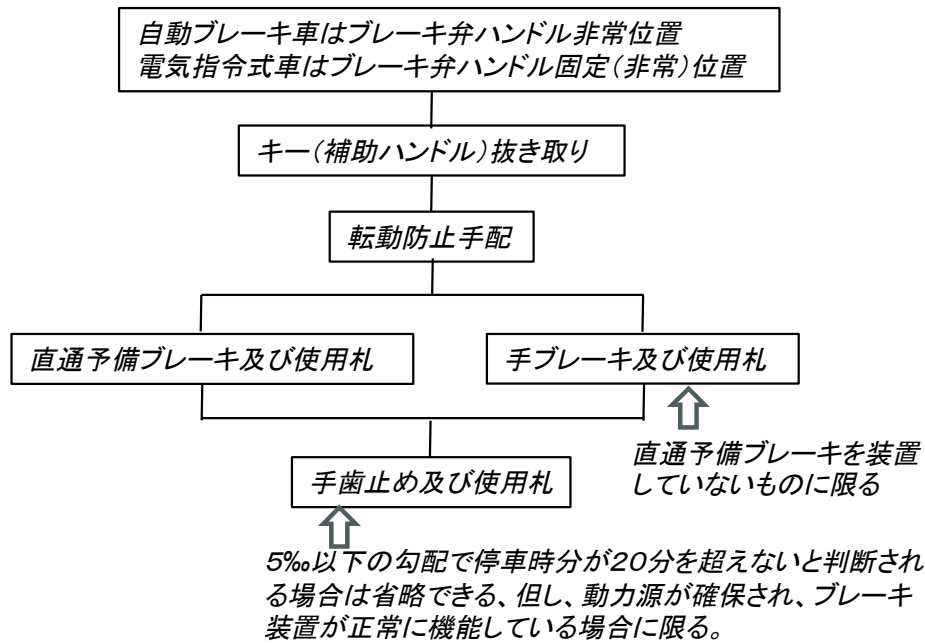 自動ブレーキ車はブレーキ弁ハンドル非常位置
電気指令式車はブレーキ弁ハンドル固定(非常)位置
キー(補助ハンドル)抜き取り
転動防止手配
直通予備ブレーキ及び使用札
手ブレーキ及び使用札
直通予備ブレーキを装置
していないものに限る
手歯止め及び使用札
5‰以下の勾配で停車時分が20分を超えないと判断され
る場合は省略できる、但し、動力源が確保され、ブレーキ
装置が正常に機能している場合に限る。